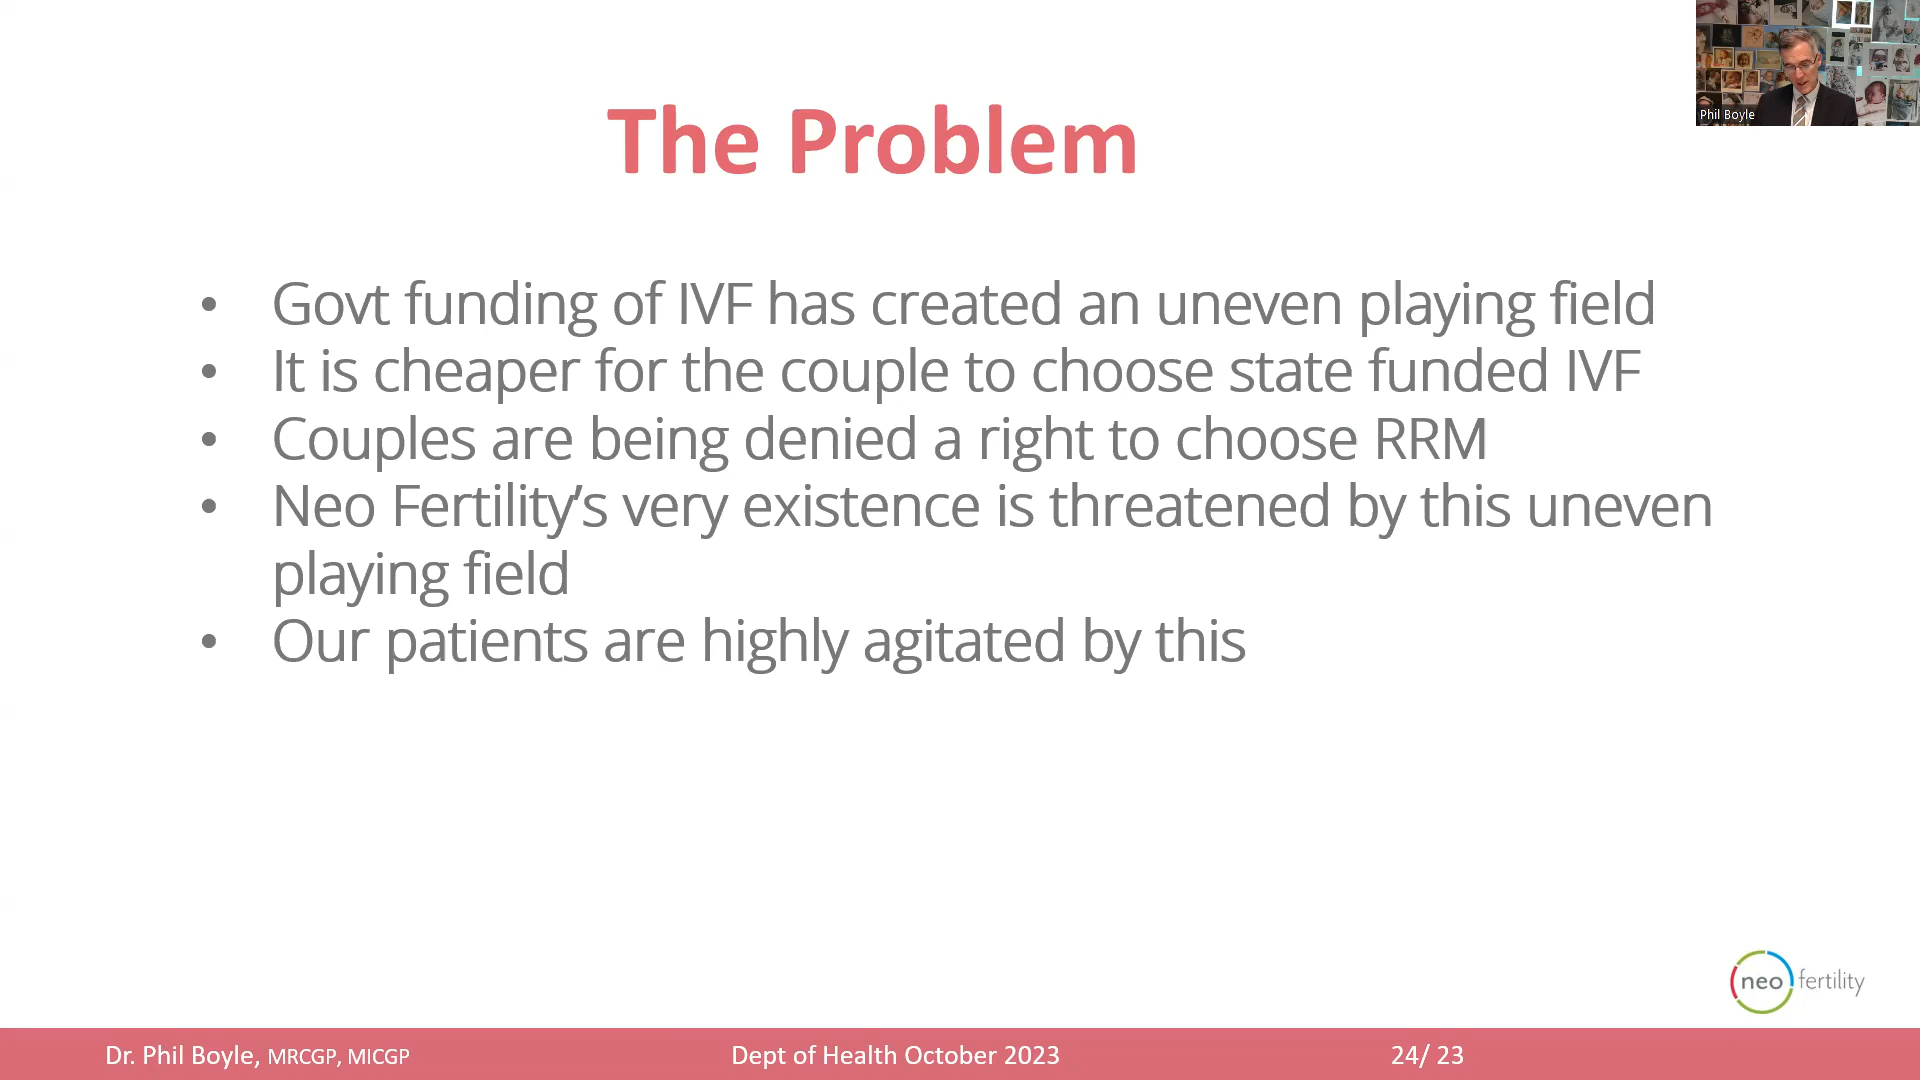 Phil Boyle
The Problem
• Govt funding of IVF has created an uneven playing field
• It is cheaper for the couple to choose state funded IVF
• Couples are being denied a right to choose RRM
• Neo Fertility’s very existence is threatened by this uneven
playing field
• Our patients are highly agitated by this
neo fertility
Dr. Phil Boyle, MRCGP, MICGP
Dept of Health October 2023
24/ 23